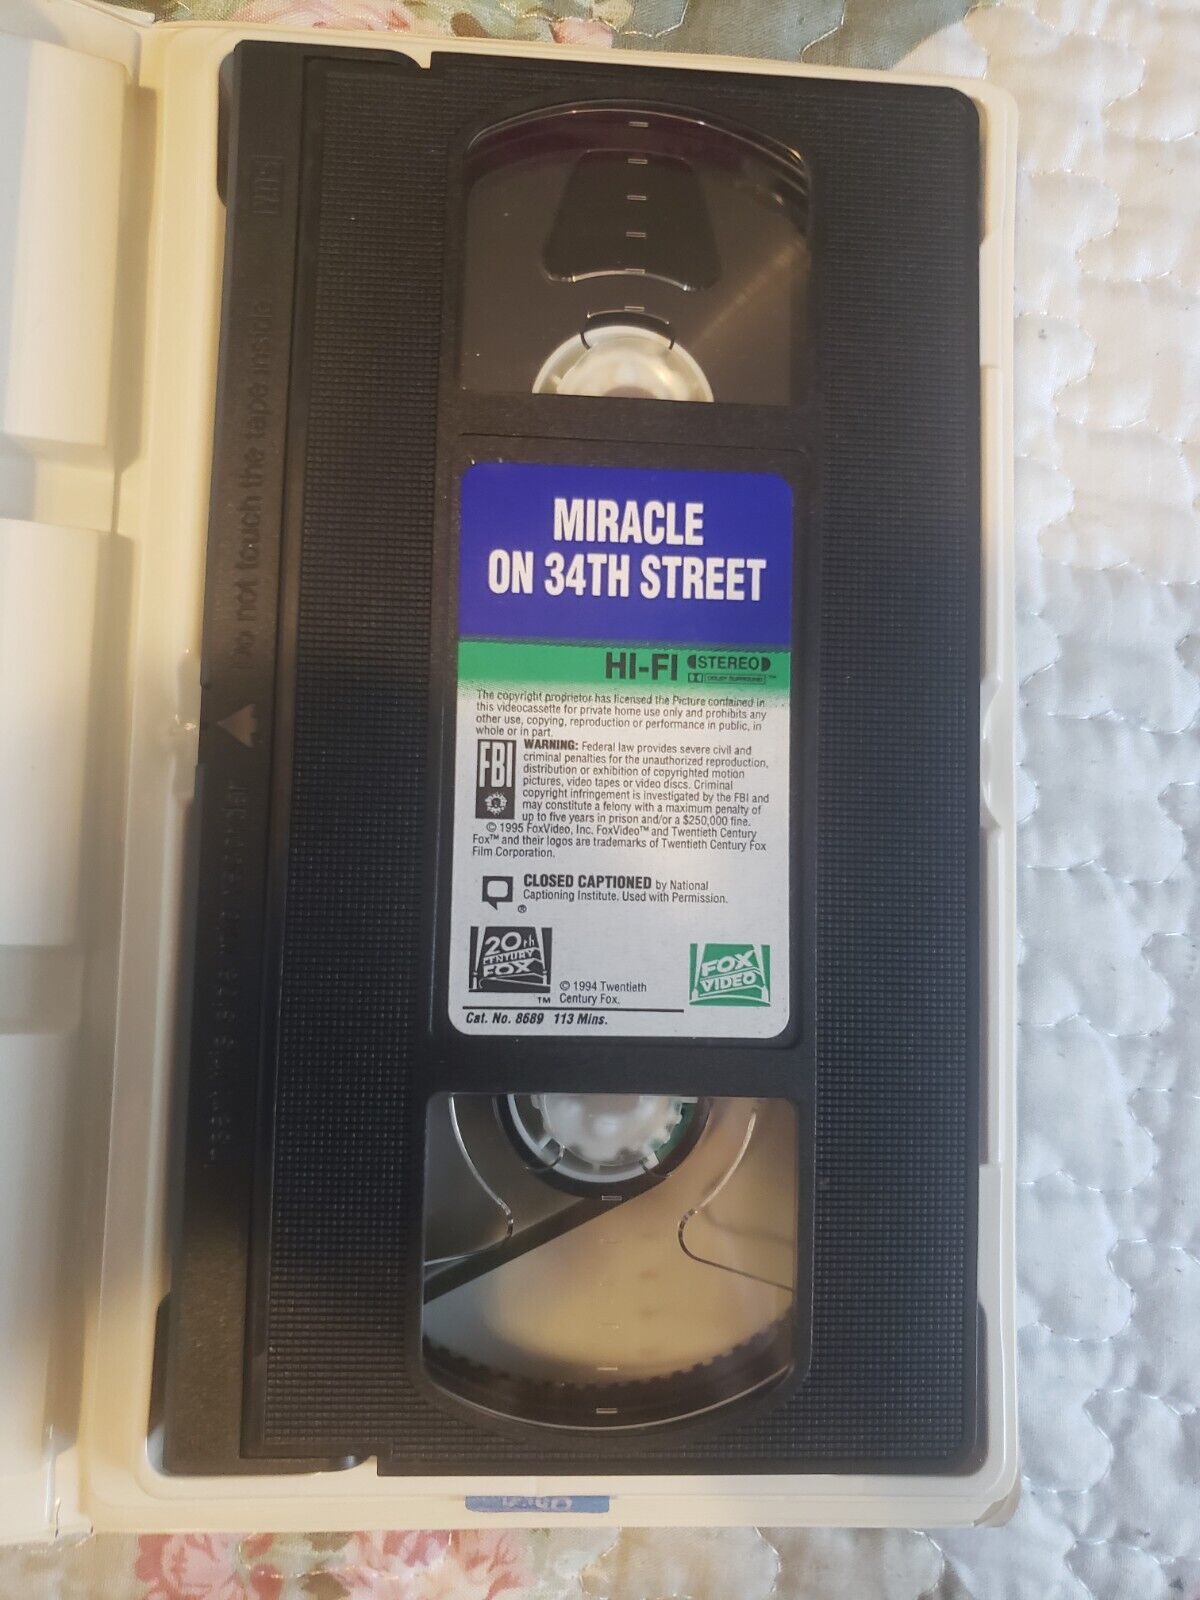 VHS
Do not touch the tape inside
MIRACLE
ON 34TH STREET
HI-FI STEREO
DOLBY SURROUND ™
The copyright proprietor has licensed the Picture contained in
this videocassette for private home use only and prohibits any
other use, copying, reproduction or performance in public, in
whole or in part.
FBI
WARNING: Federal law provides severe civil and
criminal penalties for the unauthorized reproduction,
distribution or exhibition of copyrighted motion
pictures, video tapes or video discs. Criminal
copyright infringement is investigated by the FBI and
may constitute a felony with a maximum penalty of
up to five years in prison and/or a $250,000 fine.
© 1995 FoxVideo, Inc. FoxVideo™ and Twentieth Century
Fox™ and their logos are trademarks of Twentieth Century Fox
Film Corporation.
CLOSED CAPTIONED by National
Captioning Institute. Used with Permission.
®
20th
CENTURY
FOX
TM
© 1994 Twentieth
Century Fox.
FOX
VIDEO
Cat. No. 8689 113 Mins.